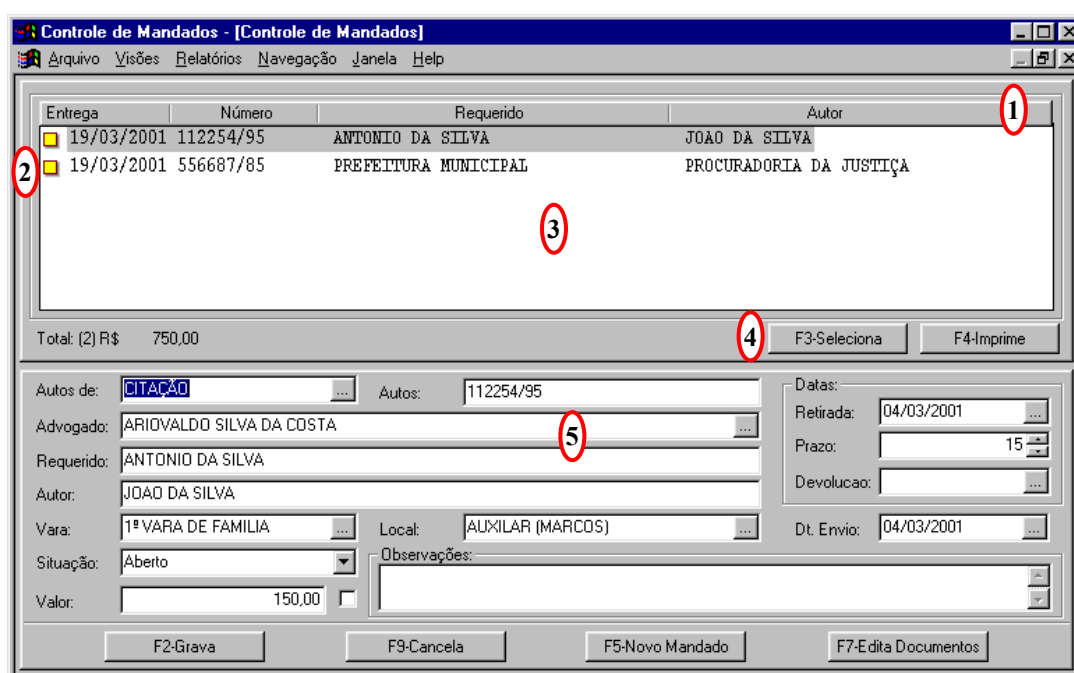 Controle de Mandados - [Controle de Mandados]
Arquivo Visões Relatórios Navegação Janela Help
Entrega Número Requerido Autor 1
19/03/2001 112254/95 ANTONIO DA SILVA JOAO DA SILVA
2 19/03/2001 556687/85 PREFEITURA MUNICIPAL PROCURADORIA DA JUSTIÇA
3
Total: (2) R$ 750,00 4 F3-Seleciona F4-Imprime
Autos de: CITAÇÃO ... Autos: 112254/95 Datas:
Retirada: 04/03/2001 ...
Advogado: ARIOVALDO SILVA DA COSTA 5 ...
Prazo: 15
Requerido: ANTONIO DA SILVA
Devolucao: ...
Autor: JOAO DA SILVA
Vara: 1ª VARA DE FAMILIA ... Local: AUXILAR (MARCOS) ... Dt. Envio: 04/03/2001 ...
Situação: Aberto Observações:
Valor: 150,00
F2-Grava F9-Cancela F5-Novo Mandado F7-Edita Documentos